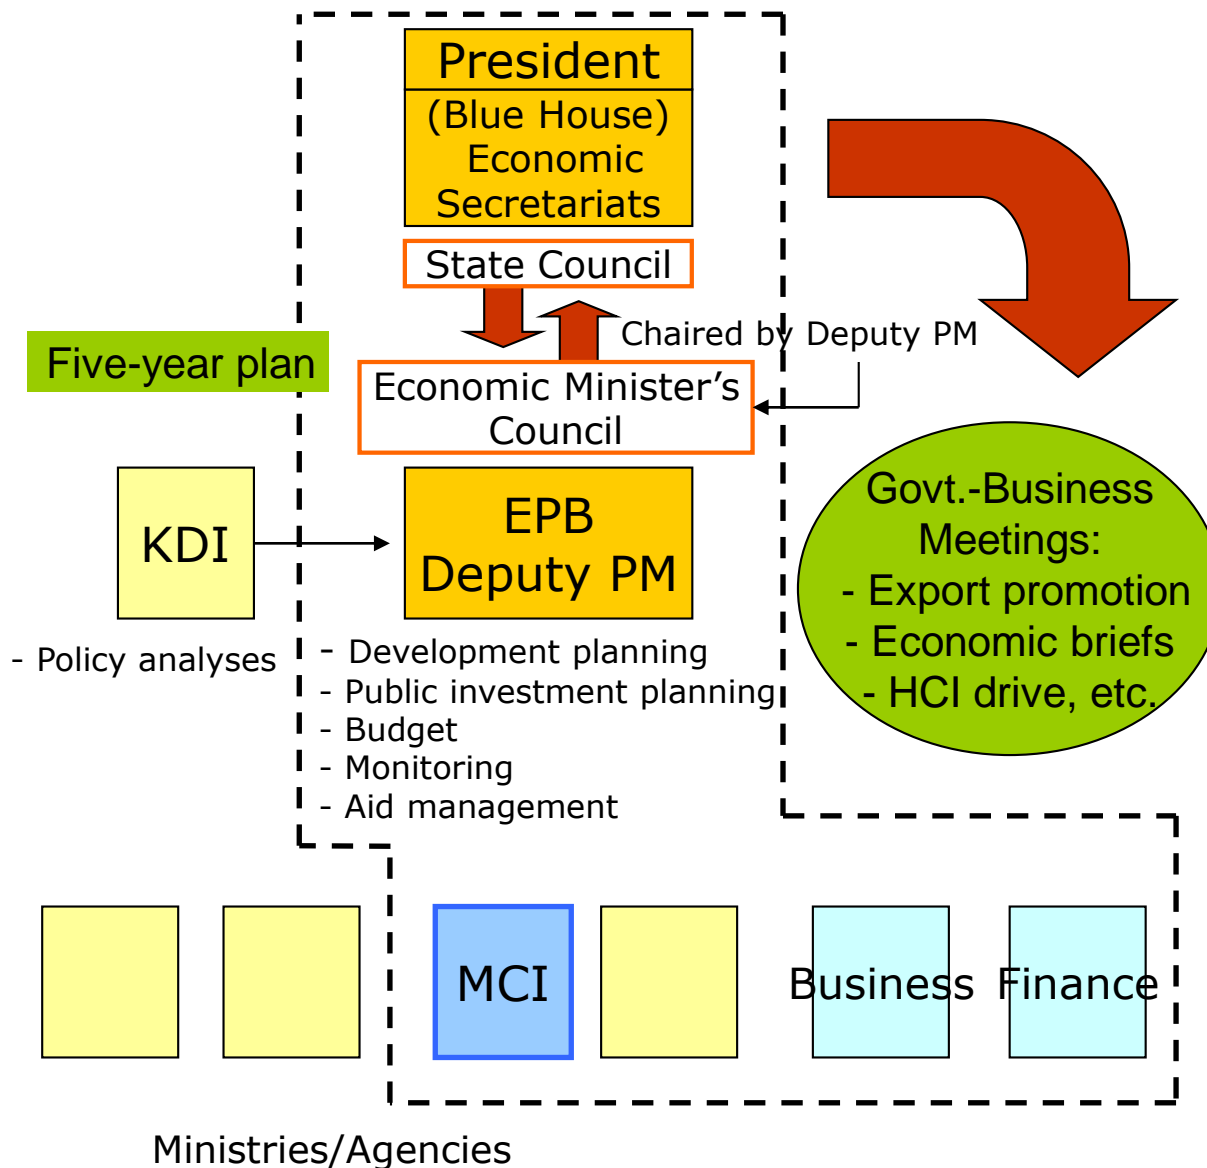 President
(Blue House)
Economic
Secretariats
State Council
Chaired by Deputy PM
Five-year plan
Economic Minister’s
Council
KDI
EPB
Deputy PM
Govt.-Business
Meetings:
- Export promotion
- Economic briefs
- HCI drive, etc.
- Policy analyses
- Development planning
- Public investment planning
- Budget
- Monitoring
- Aid management
MCI
Business
Finance
Ministries/Agencies